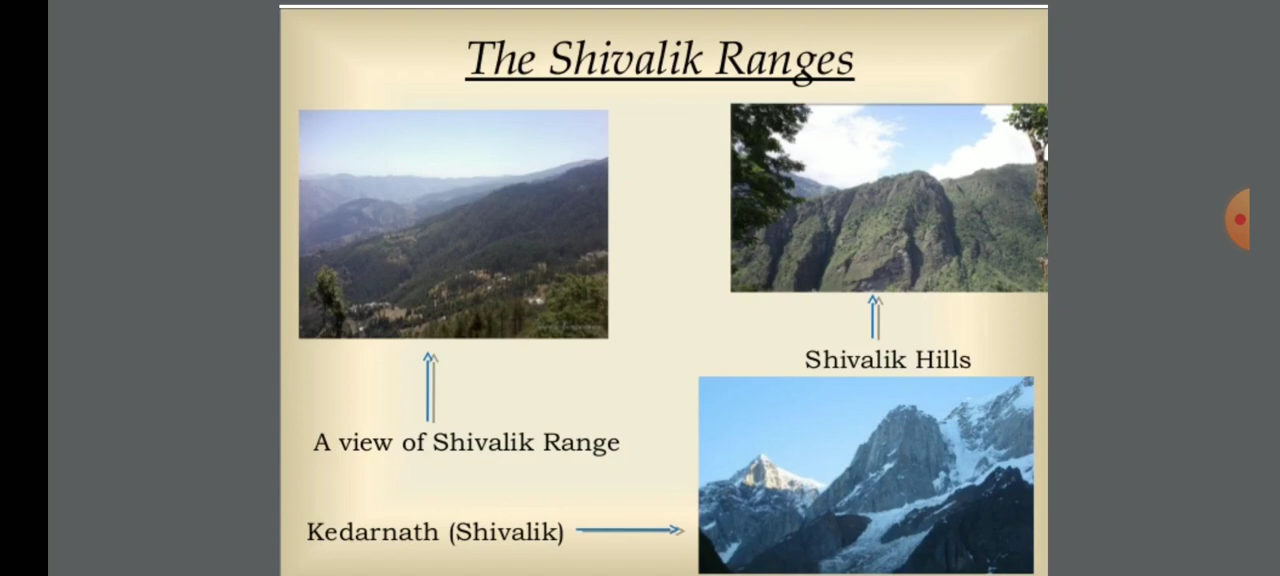 The Shivalik Ranges
Shivalik Hills
A view of Shivalik Range
Kedarnath (Shivalik)